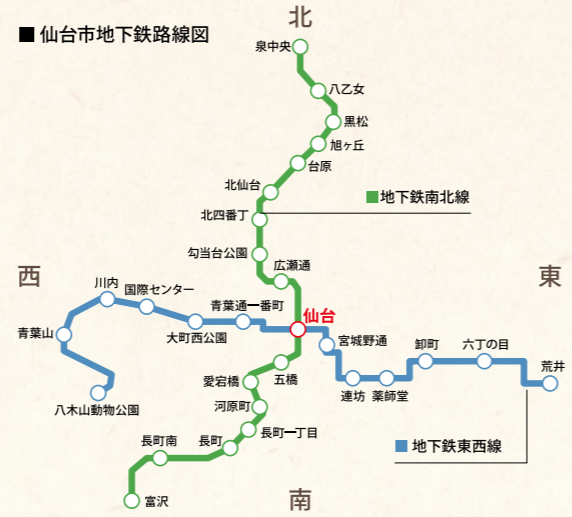 北
■ 仙台市地下鉄路線図
泉中央
八乙女
黒松
旭ヶ丘
台原
北仙台
■地下鉄南北線
北四番丁
勾当台公園
広瀬通
西
東
川内
国際センター
青葉通一番町
仙台
青葉山
大町西公園
宮城野通
卸町
六丁の目
荒井
五橋
愛宕橋
連坊
薬師堂
八木山動物公園
河原町
長町一丁目
長町南
長町
■ 地下鉄東西線
富沢
南